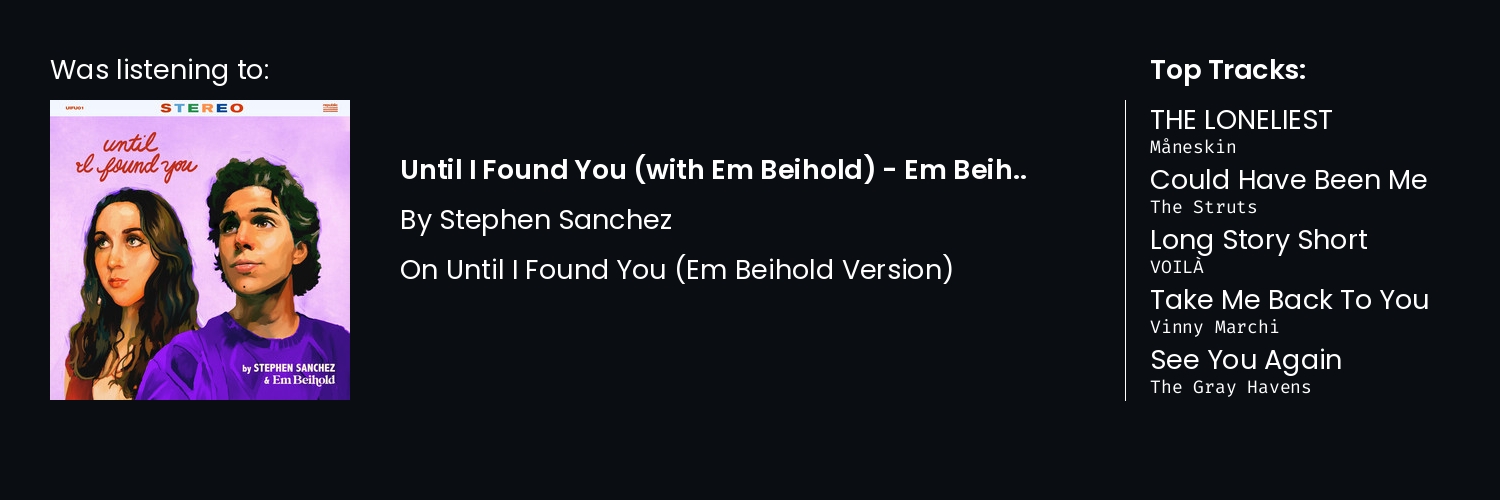 Was listening to:
STEREO
until
I found you
by STEPHEN SANCHEZ
& Em Beihold
Until I Found You (with Em Beihold) - Em Beih..
By Stephen Sanchez
On Until I Found You (Em Beihold Version)
Top Tracks:
THE LONELIEST
Måneskin
Could Have Been Me
The Struts
Long Story Short
VOILÀ
Take Me Back To You
Vinny Marchi
See You Again
The Gray Havens